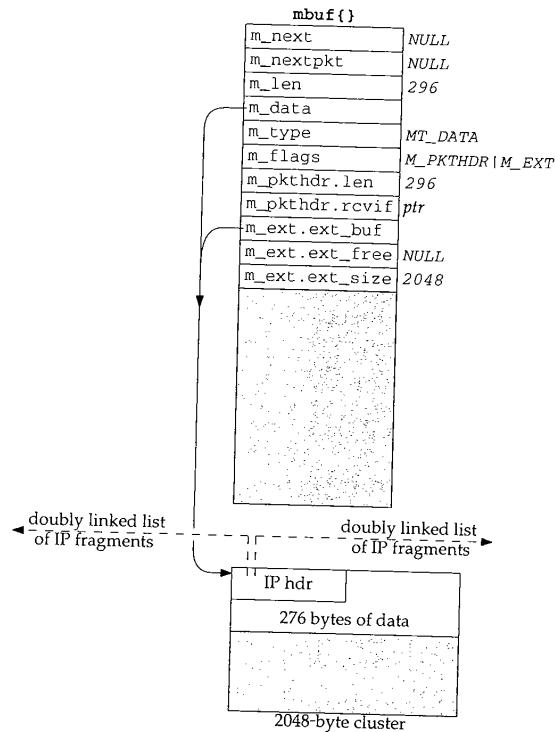 mbuf{}
m_next NULL
m_nextpkt NULL
m_len 296
m_data
m_type MT_DATA
m_flags M_PKTHDR|M_EXT
m_pkthdr.len 296
m_pkthdr.rcvif ptr
m_ext.ext_buf
m_ext.ext_free NULL
m_ext.ext_size 2048
doubly linked list
of IP fragments
doubly linked list
of IP fragments
IP hdr
276 bytes of data
2048-byte cluster